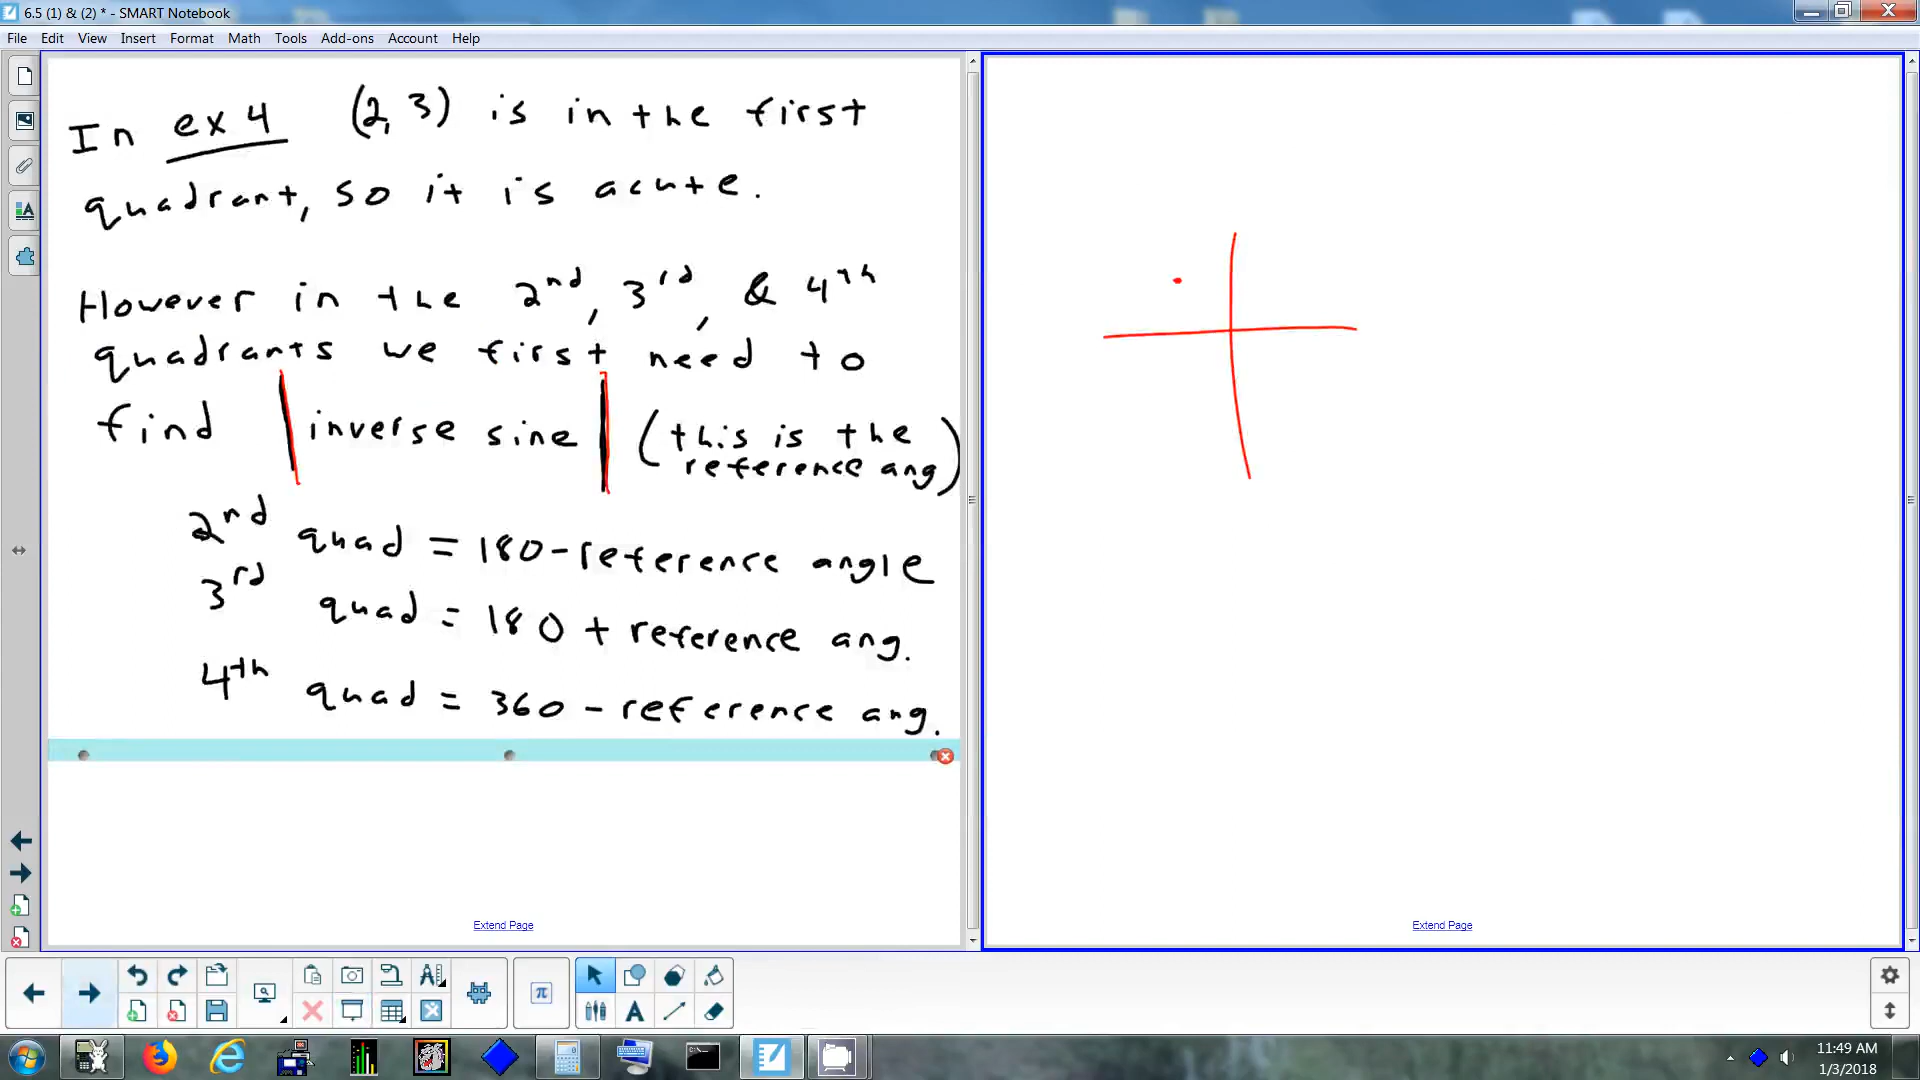 6.5 (1) & (2) * - SMART Notebook
File Edit View Insert Format Math Tools Add-ons Account Help
In ex 4 (2, 3) is in the first
quadrant, so it is acute.
However in the 2nd, 3rd, & 4th
quadrants we first need to
find |inverse sine| (this is the
reference ang)
2nd quad = 180 - reference angle
3rd quad = 180 + reference ang.
4th quad = 360 - reference ang.
Extend Page
Extend Page
11:49 AM
1/3/2018